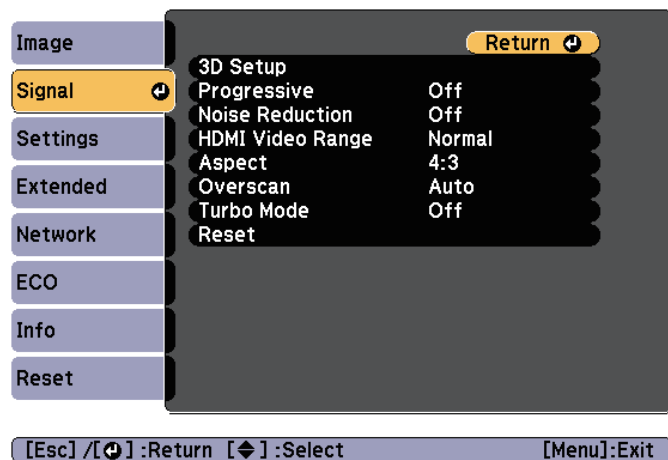 Image
Signal
Settings
Extended
Network
ECO
Info
Reset
Return
3D Setup
Progressive Off
Noise Reduction Off
HDMI Video Range Normal
Aspect 4:3
Overscan Auto
Turbo Mode Off
Reset
[Esc] /[⏎] :Return [◆] :Select [Menu]:Exit